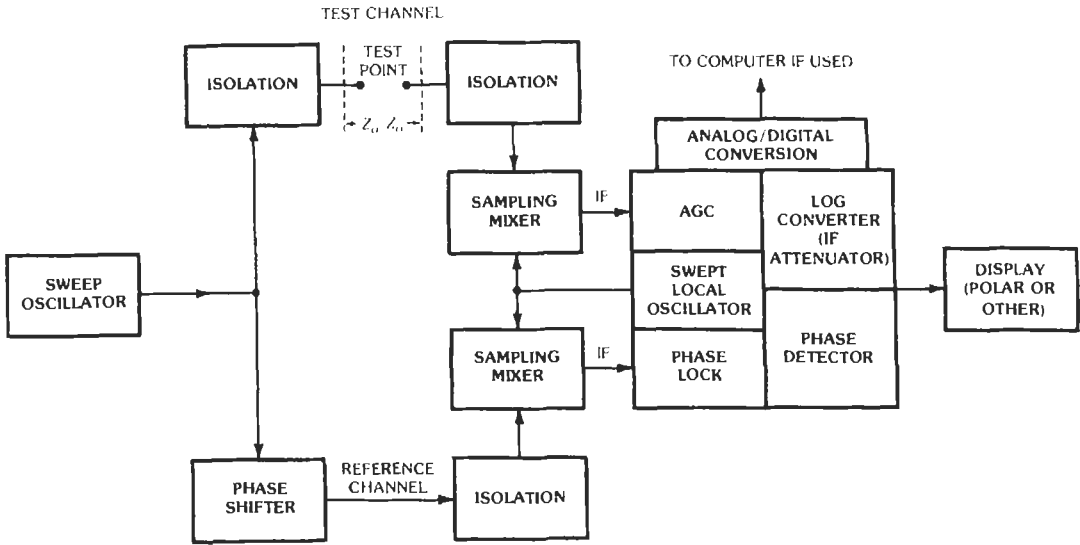 TEST CHANNEL
ISOLATION
TEST
POINT
Z₀ Z₀
ISOLATION
TO COMPUTER IF USED
ANALOG/DIGITAL
CONVERSION
SAMPLING
MIXER
IF
AGC
LOG
CONVERTER
(IF
ATTENUATOR)
SWEEP
OSCILLATOR
SWEPT
LOCAL
OSCILLATOR
DISPLAY
(POLAR OR
OTHER)
SAMPLING
MIXER
IF
PHASE
LOCK
PHASE
DETECTOR
PHASE
SHIFTER
REFERENCE
CHANNEL
ISOLATION